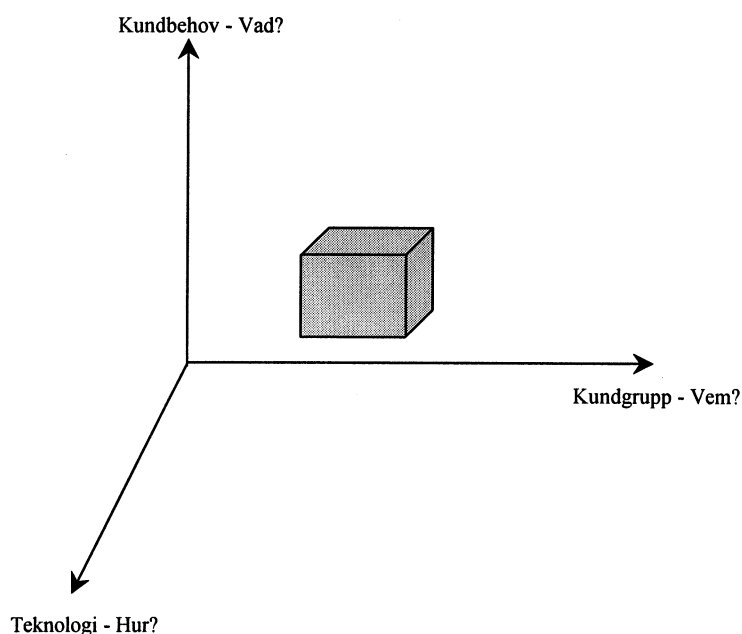 Kundbehov - Vad?
Kundgrupp - Vem?
Teknologi - Hur?